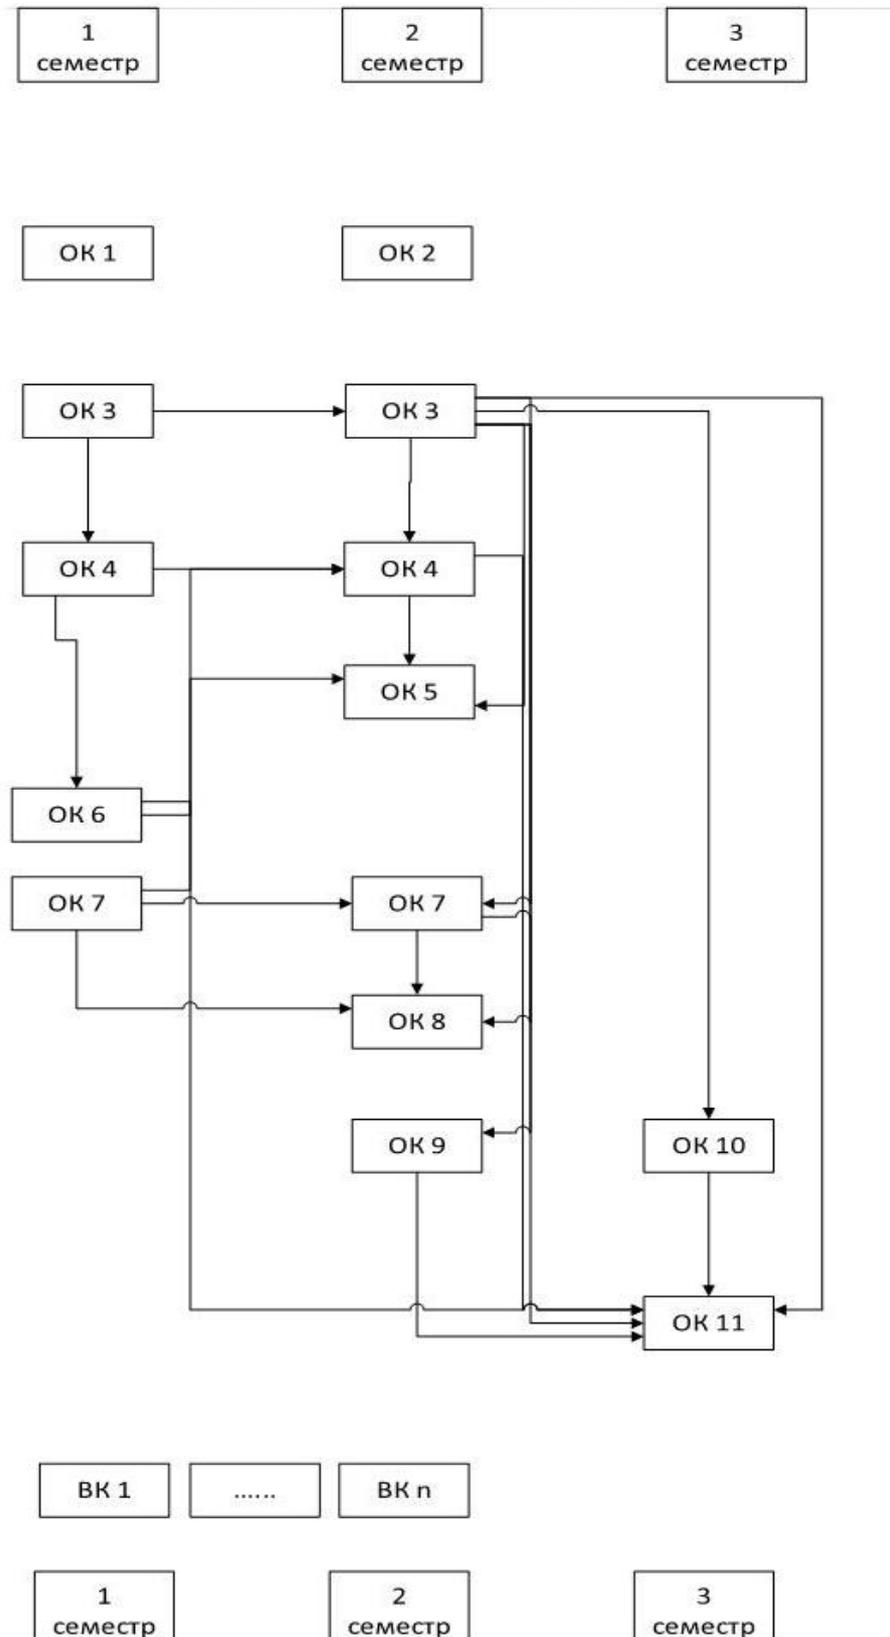 1
семестр
2
семестр
3
семестр
ОК 1
ОК 2
ОК 3
ОК 3
ОК 4
ОК 4
ОК 5
ОК 6
ОК 7
ОК 7
ОК 8
ОК 9
ОК 10
ОК 11
ВК 1
......
ВК n
1
семестр
2
семестр
3
семестр